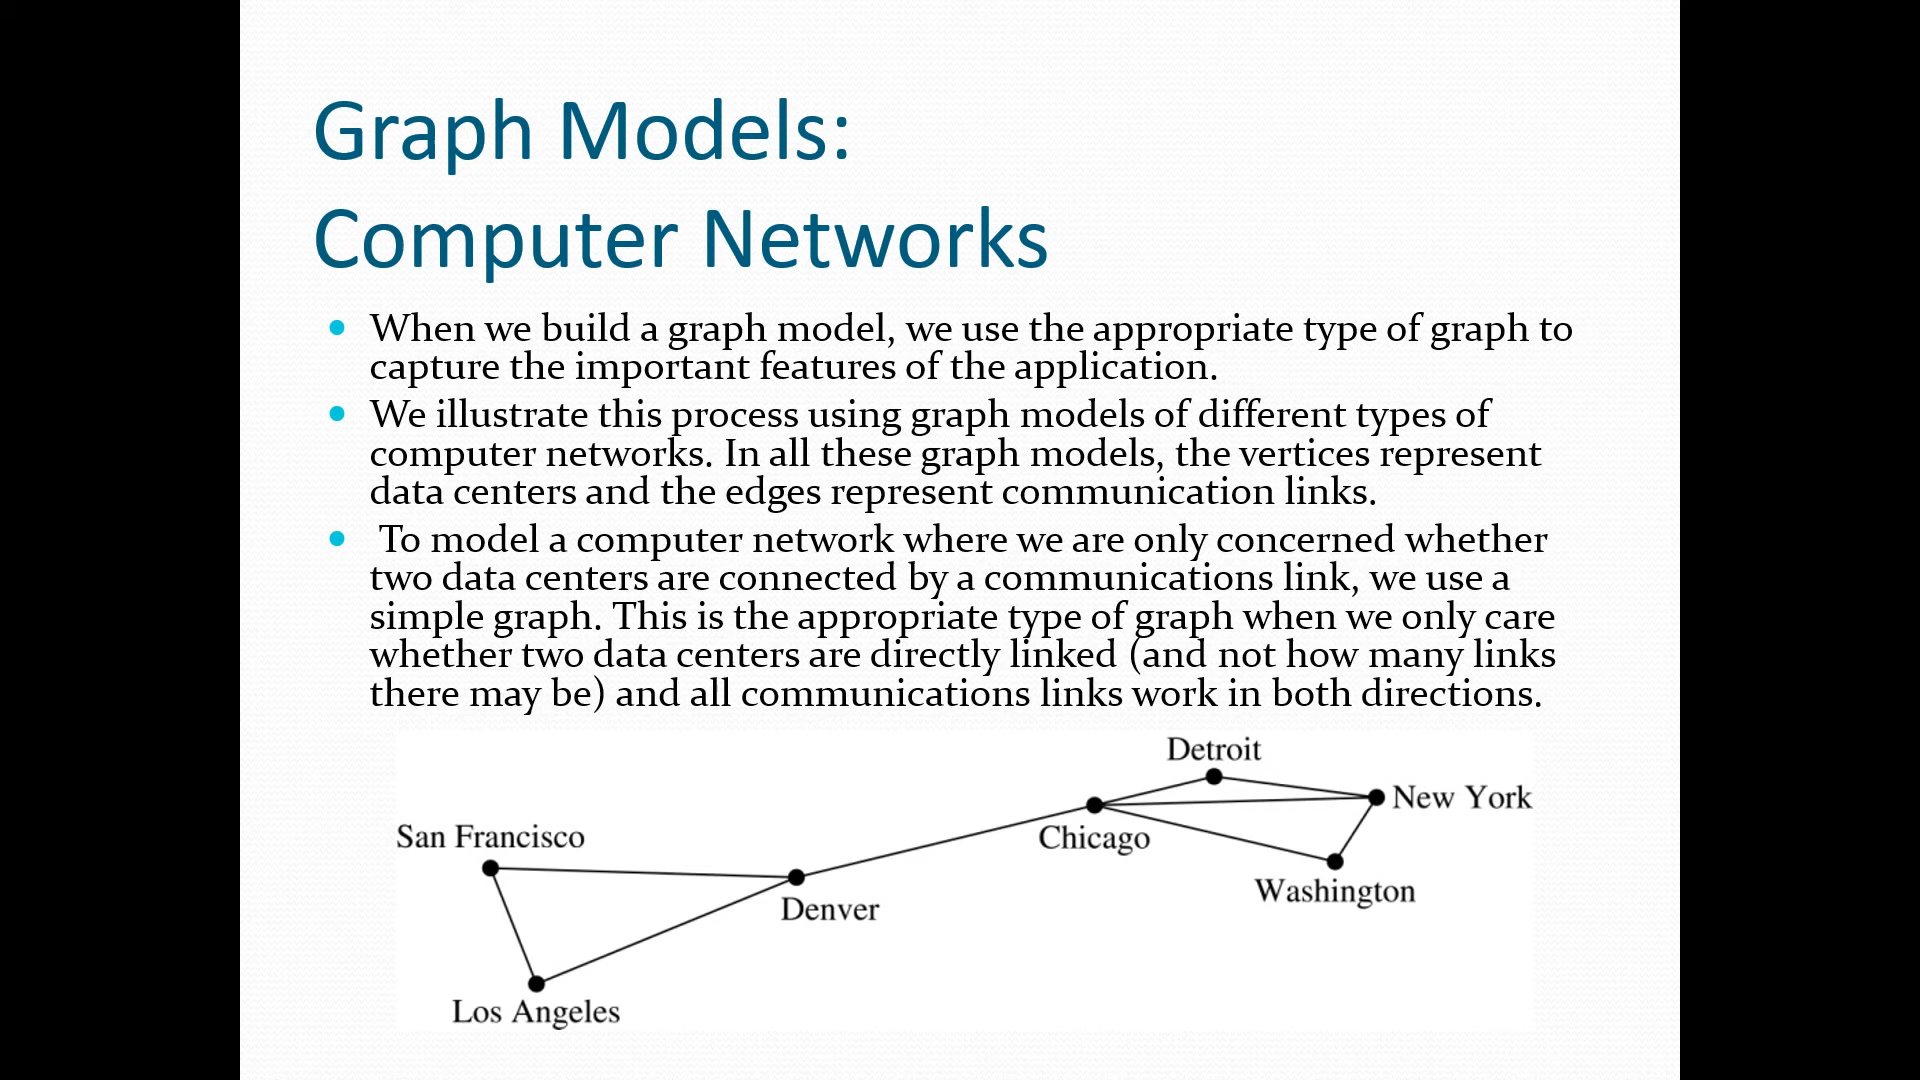 Graph Models:
Computer Networks
When we build a graph model, we use the appropriate type of graph to
capture the important features of the application.
We illustrate this process using graph models of different types of
computer networks. In all these graph models, the vertices represent
data centers and the edges represent communication links.
To model a computer network where we are only concerned whether
two data centers are connected by a communications link, we use a
simple graph. This is the appropriate type of graph when we only care
whether two data centers are directly linked (and not how many links
there may be) and all communications links work in both directions.
Detroit
New York
San Francisco
Chicago
Washington
Denver
Los Angeles